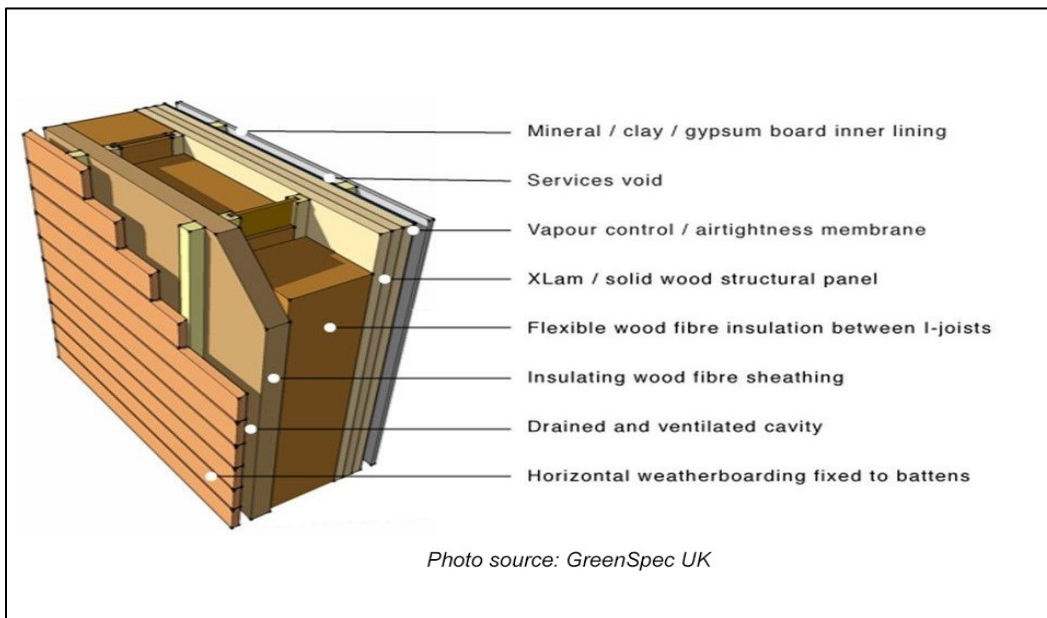 Mineral / clay / gypsum board inner lining
Services void
Vapour control / airtightness membrane
XLam / solid wood structural panel
Flexible wood fibre insulation between I-joists
Insulating wood fibre sheathing
Drained and ventilated cavity
Horizontal weatherboarding fixed to battens
Photo source: GreenSpec UK